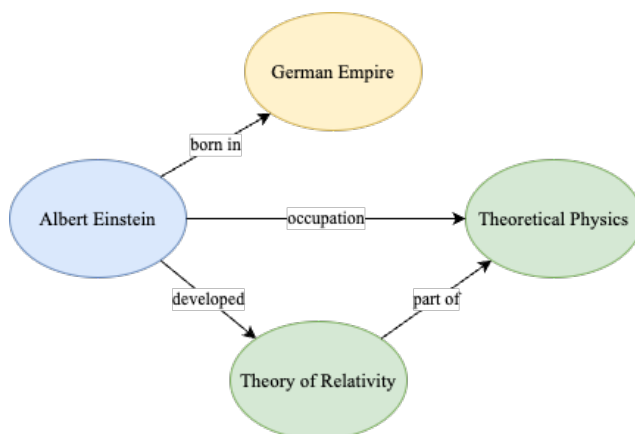 German Empire
born in
Albert Einstein
occupation
Theoretical Physics
developed
part of
Theory of Relativity